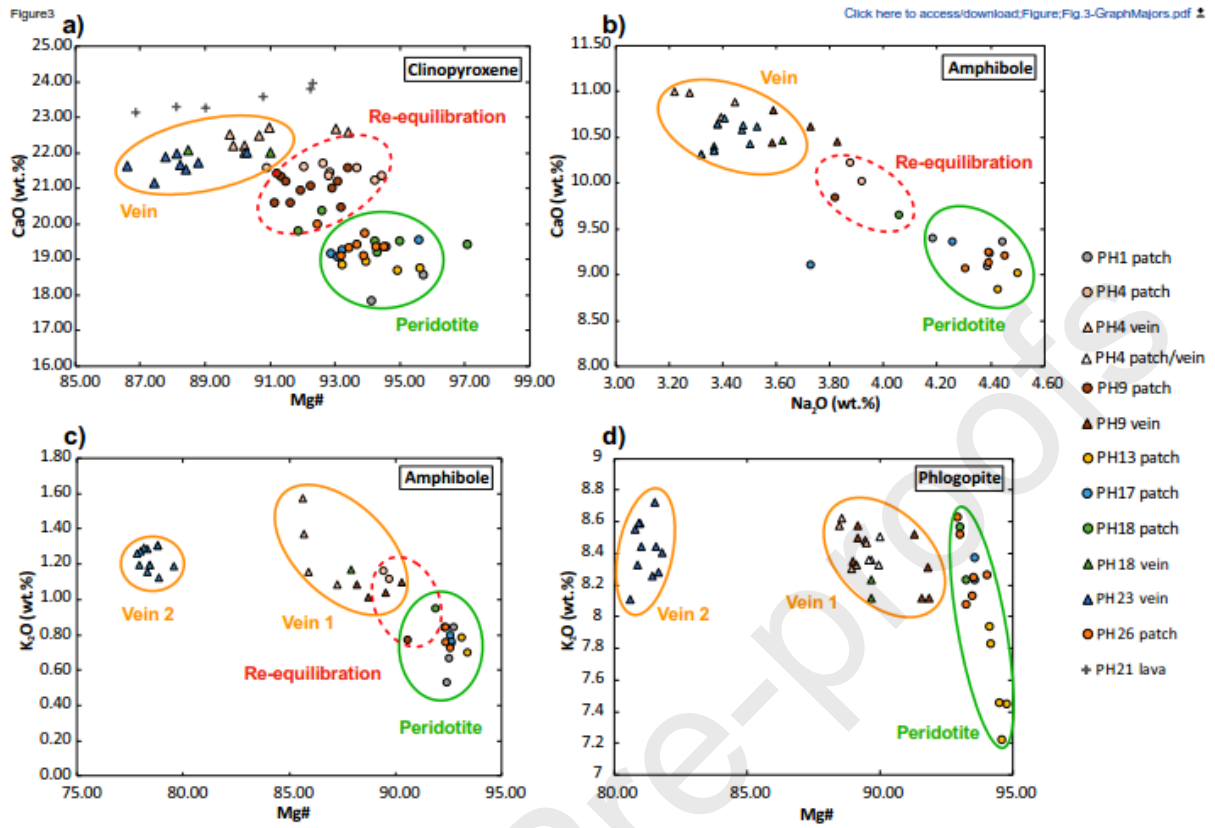 Figure3
Click here to access/download;Figure;Fig.3-GraphMajors.pdf
a)
25.00
24.00
23.00
22.00
21.00
20.00
19.00
18.00
17.00
16.00
CaO (wt.%)
Clinopyroxene
Re-equilibration
Vein
Peridotite
85.00 87.00 89.00 91.00 93.00 95.00 97.00 99.00
Mg#
b)
11.50
11.00
10.50
10.00
9.50
9.00
8.50
8.00
CaO (wt.%)
Amphibole
Vein
Re-equilibration
Peridotite
3.00 3.20 3.40 3.60 3.80 4.00 4.20 4.40 4.60
Na₂O (wt.%)
c)
1.80
1.60
1.40
1.20
1.00
0.80
0.60
0.40
0.20
0.00
K₂O (wt.%)
Amphibole
Vein 2
Vein 1
Re-equilibration
Peridotite
75.00 80.00 85.00 90.00 95.00
Mg#
d)
9
8.8
8.6
8.4
8.2
8
7.8
7.6
7.4
7.2
7
K₂O (wt.%)
Phlogopite
Vein 2
Vein 1
Peridotite
80.00 85.00 90.00 95.00
Mg#
PH1 patch
PH4 patch
PH4 vein
PH4 patch/vein
PH9 patch
PH9 vein
PH13 patch
PH17 patch
PH18 patch
PH18 vein
PH23 vein
PH26 patch
PH21 lava
re-proofs